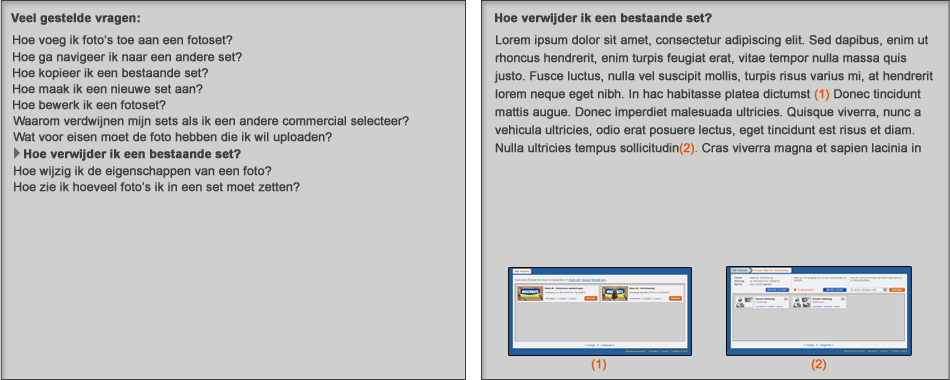 Veel gestelde vragen:
Hoe voeg ik foto's toe aan een fotoset?
Hoe ga navigeer ik naar een andere set?
Hoe kopieer ik een bestaande set?
Hoe maak ik een nieuwe set aan?
Hoe bewerk ik een fotoset?
Waarom verdwijnen mijn sets als ik een andere commercial selecteer?
Wat voor eisen moet de foto hebben die ik wil uploaden?
Hoe verwijder ik een bestaande set?
Hoe wijzig ik de eigenschappen van een foto?
Hoe zie ik hoeveel foto's ik in een set moet zetten?
Hoe verwijder ik een bestaande set?
Lorem ipsum dolor sit amet, consectetur adipiscing elit. Sed dapibus, enim ut
rhoncus hendrerit, enim turpis feugiat erat, vitae tempor nulla massa quis
justo. Fusce luctus, nulla vel suscipit mollis, turpis risus varius mi, at hendrerit
lorem neque eget nibh. In hac habitasse platea dictumst (1) Donec tincidunt
mattis augue. Donec imperdiet malesuada ultricies. Quisque viverra, nunc a
vehicula ultricies, odio erat posuere lectus, eget tincidunt est risus et diam.
Nulla ultricies tempus sollicitudin(2). Cras viverra magna et sapien lacinia in
(1)
(2)